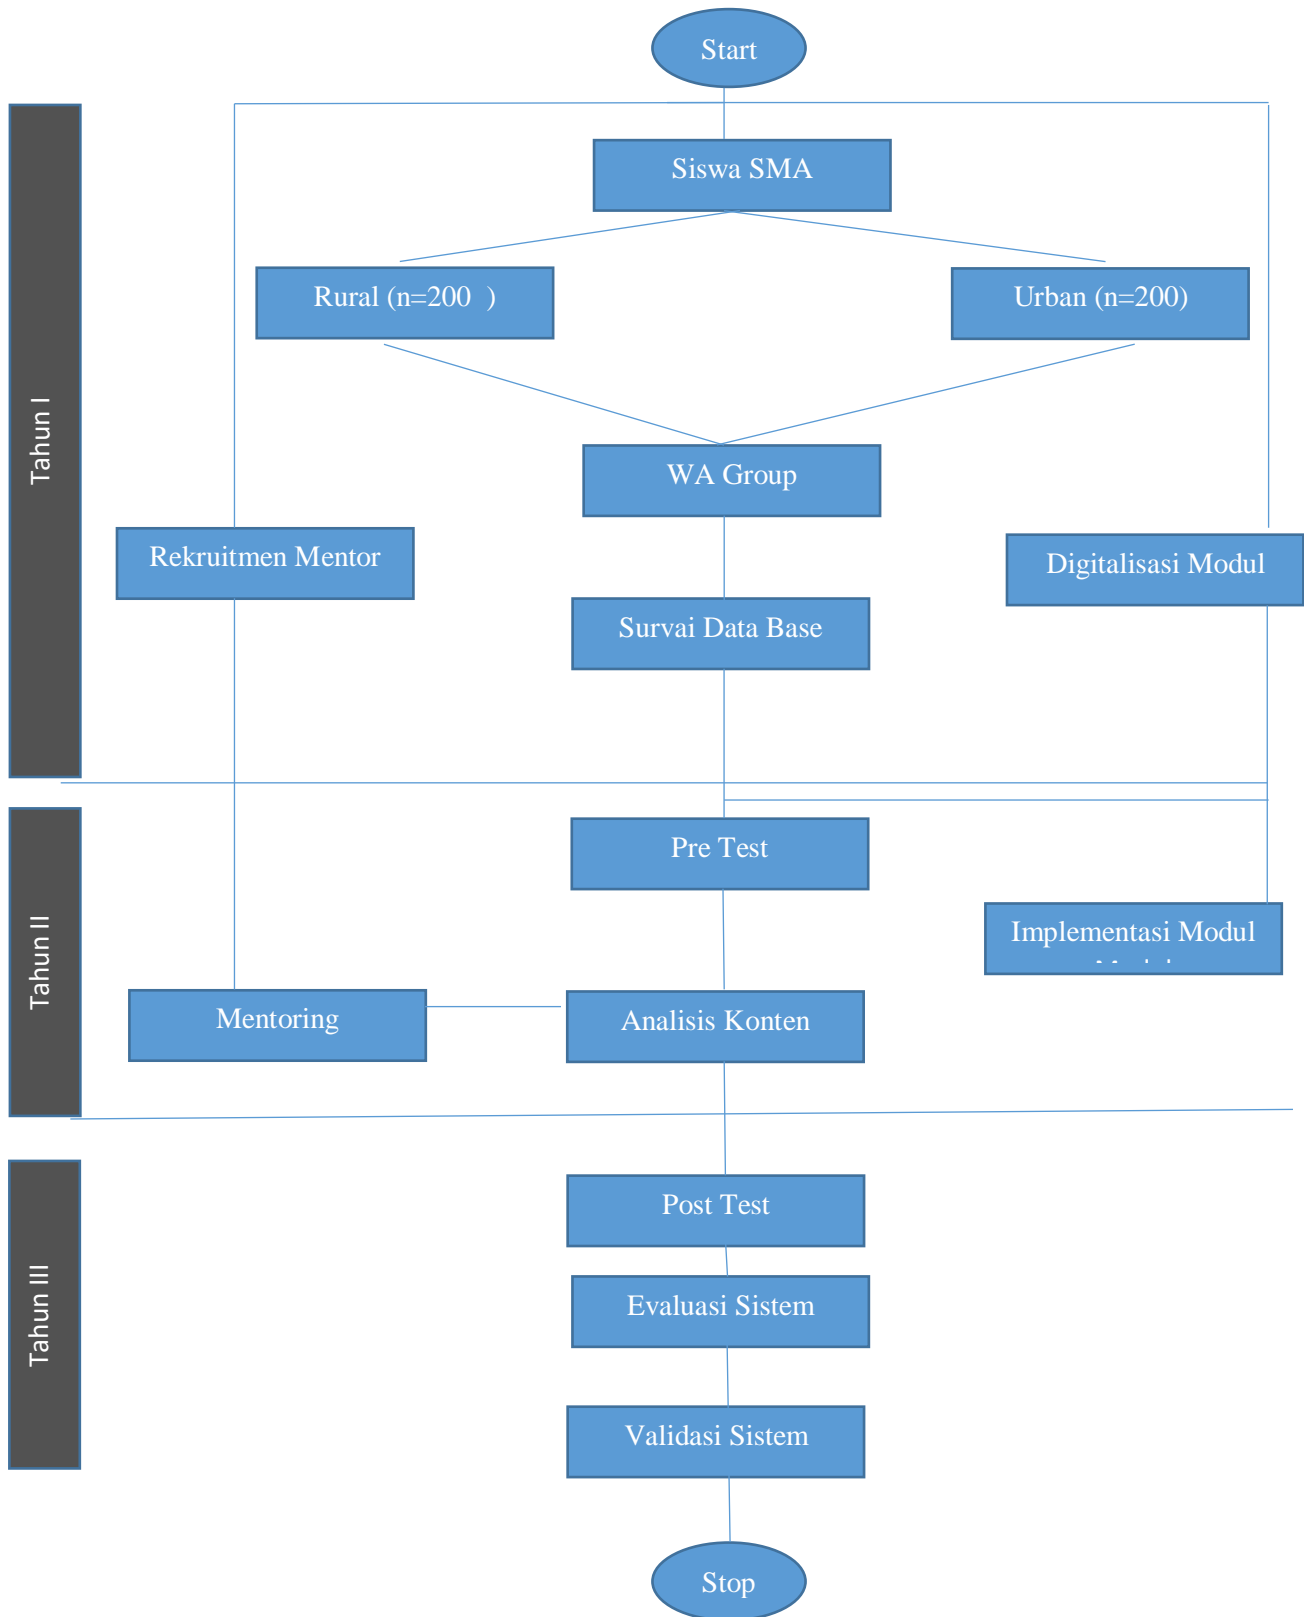 Start
Siswa SMA
Rural (n=200  )
Urban (n=200)
Tahun I
WA Group
Rekruitmen Mentor
Digitalisasi Modul
Survai Data Base
Pre Test
Tahun II
Implementasi Modul
Mentoring
Analisis Konten
Post Test
Tahun III
Evaluasi Sistem
Validasi Sistem
Stop